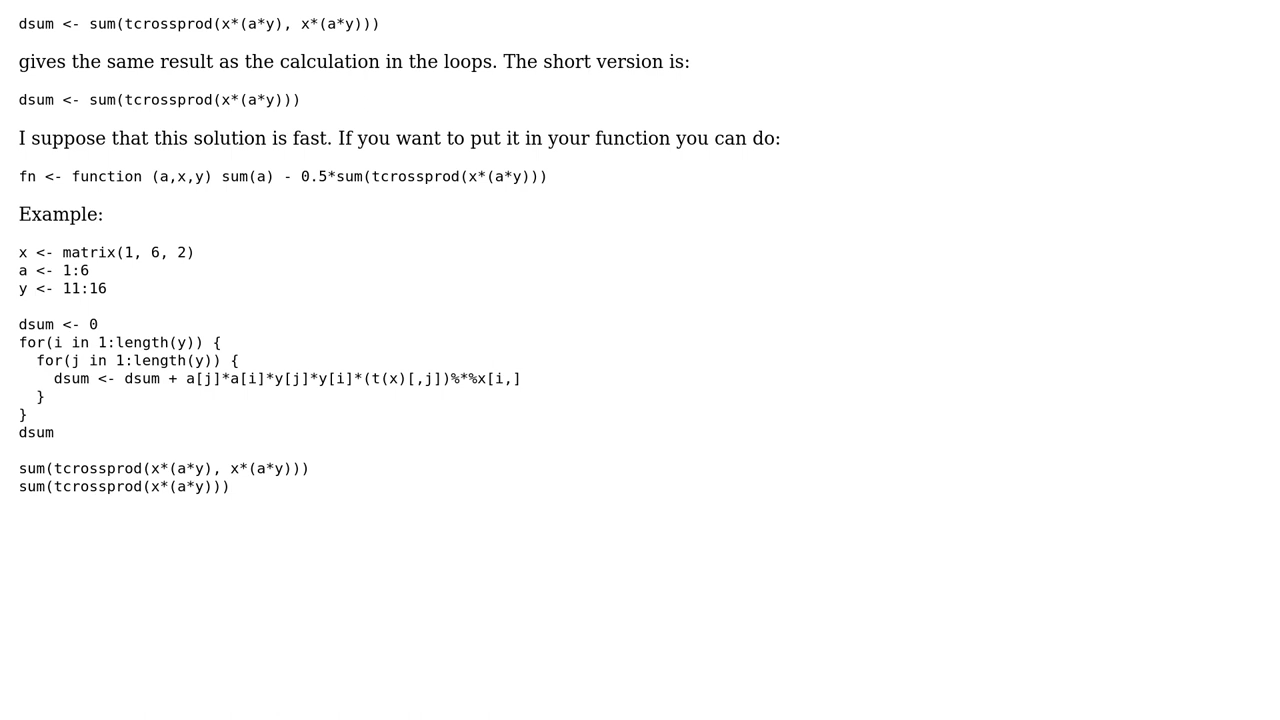 dsum <- sum(tcrossprod(x*(a*y), x*(a*y)))
gives the same result as the calculation in the loops. The short version is:
dsum <- sum(tcrossprod(x*(a*y)))
I suppose that this solution is fast. If you want to put it in your function you can do:
fn <- function (a,x,y) sum(a) - 0.5*sum(tcrossprod(x*(a*y)))
Example:
x <- matrix(1, 6, 2)
a <- 1:6
y <- 11:16

dsum <- 0
for(i in 1:length(y)) {
  for(j in 1:length(y)) {
    dsum <- dsum + a[j]*a[i]*y[j]*y[i]*(t(x)[,j])%*%x[i,]
  }
}
dsum

sum(tcrossprod(x*(a*y), x*(a*y)))
sum(tcrossprod(x*(a*y)))